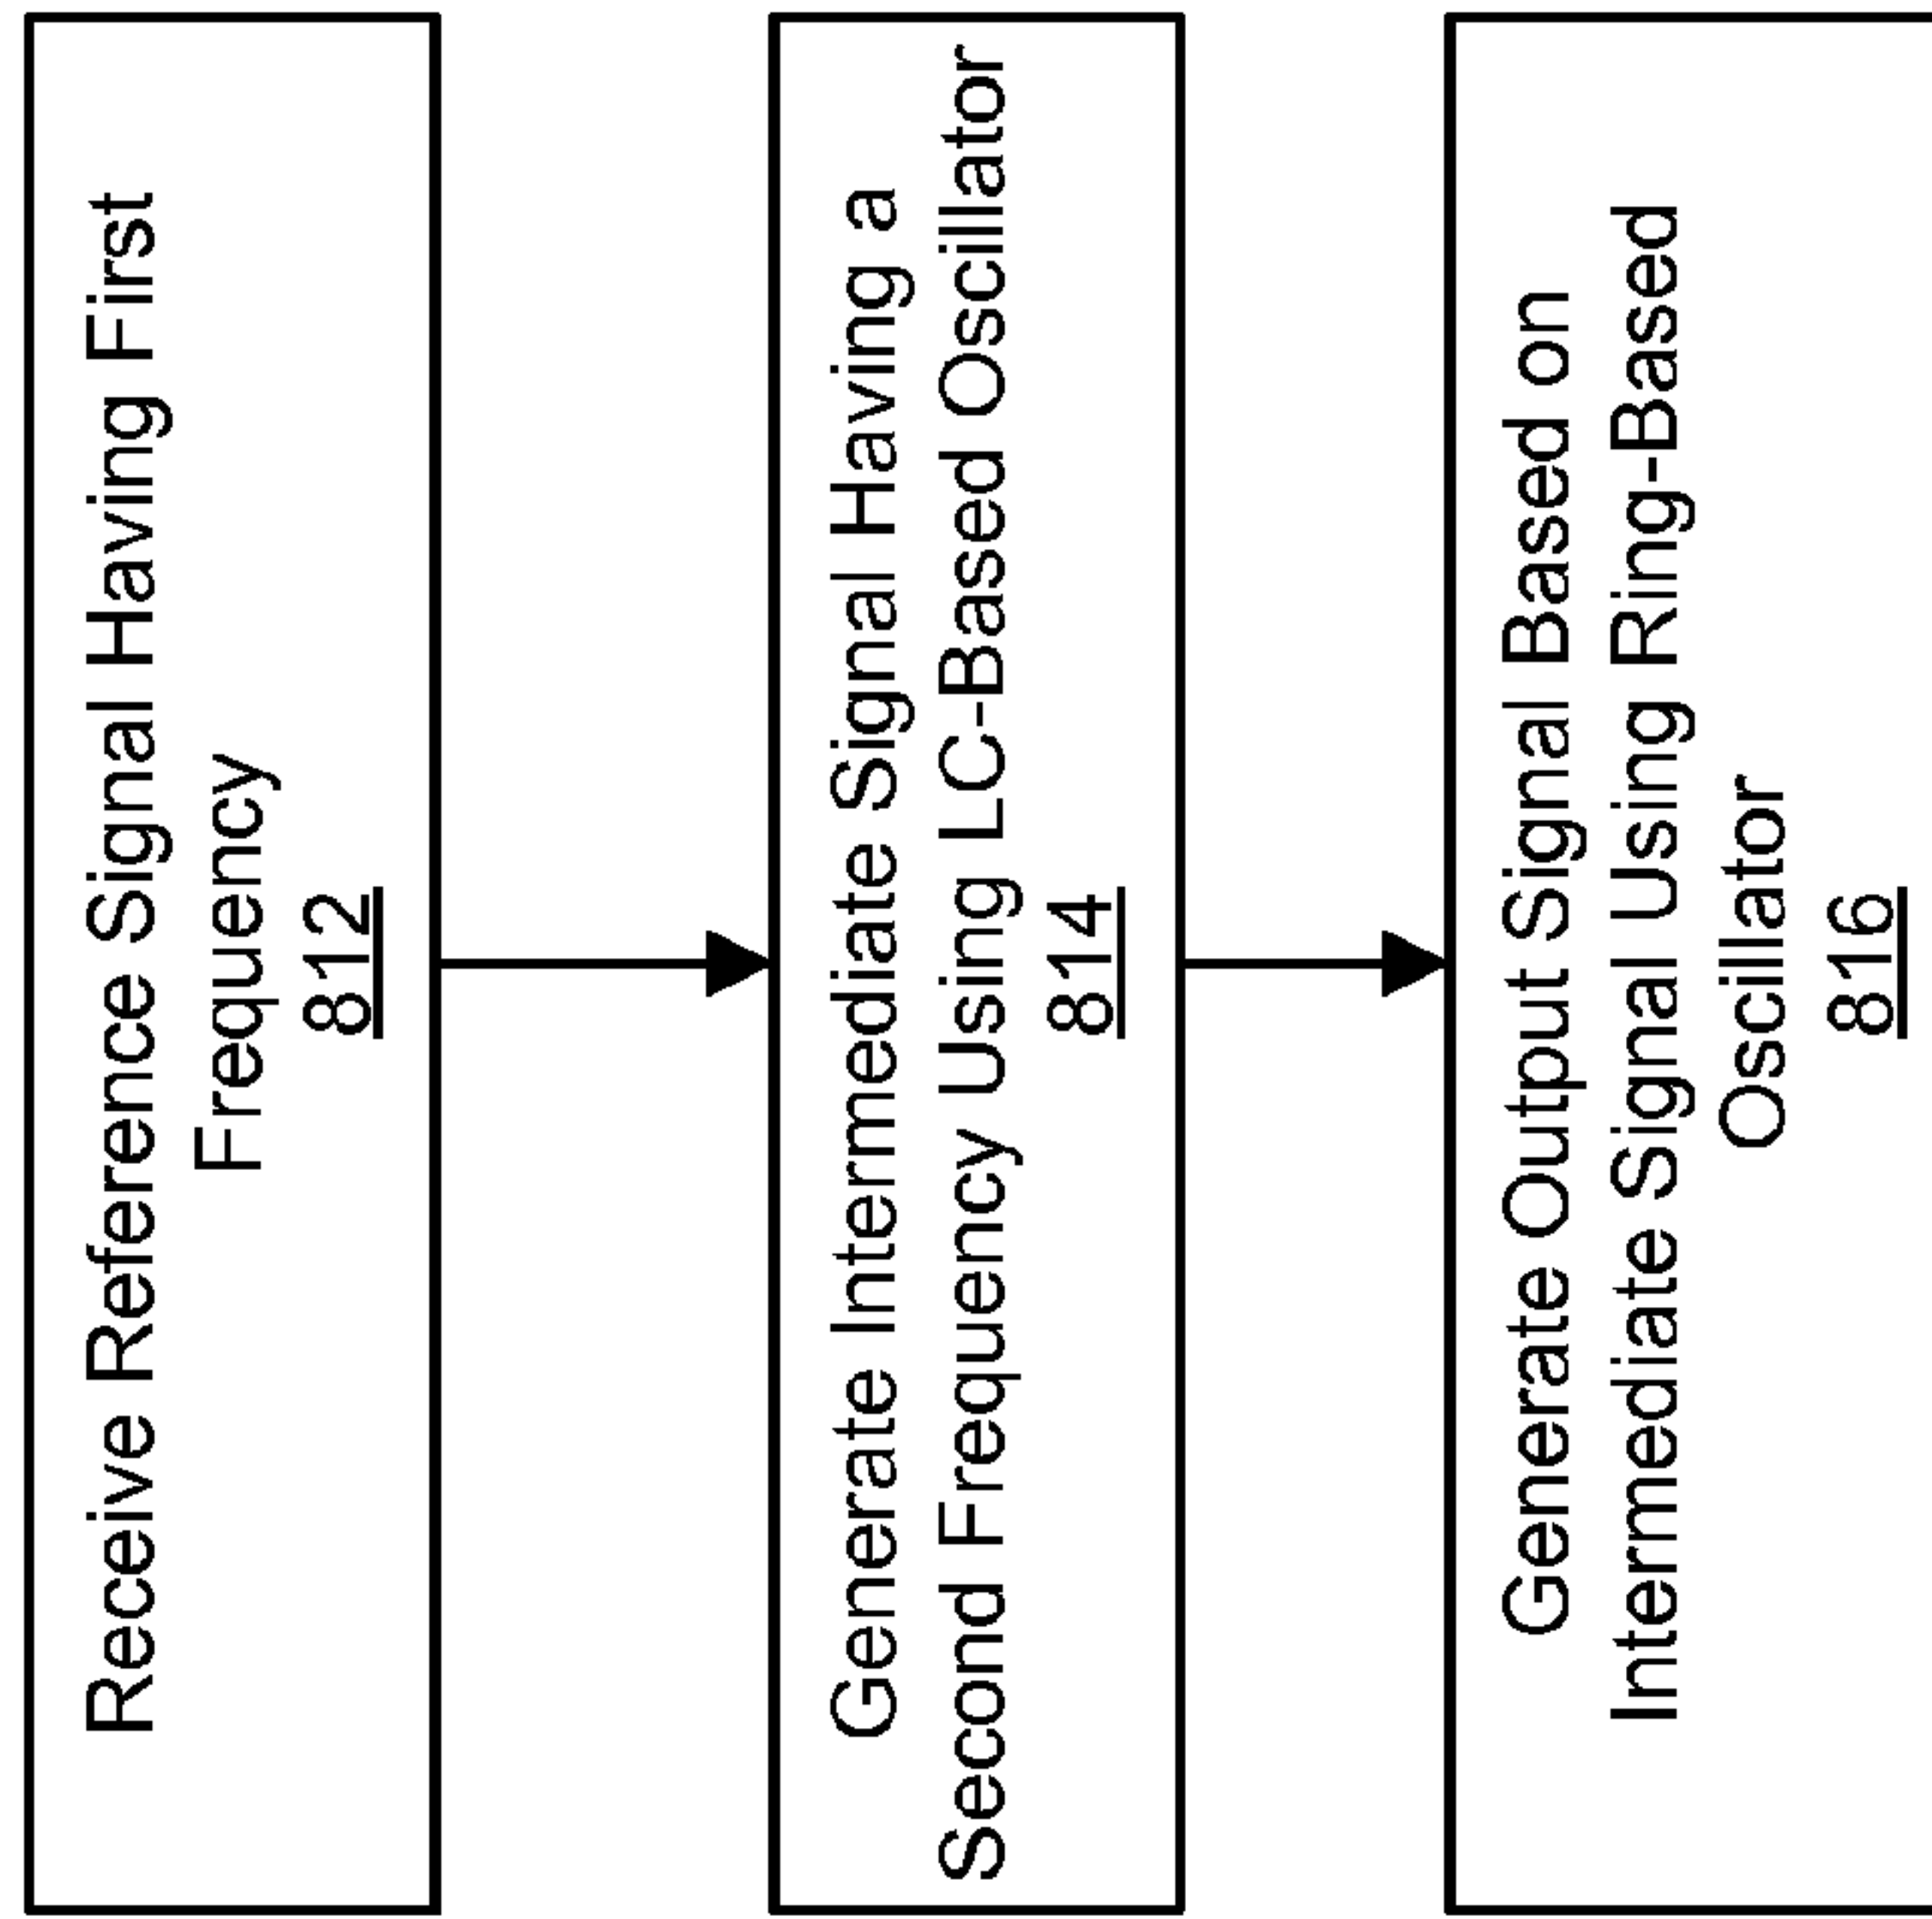 Receive Reference Signal Having First
Frequency
812
Generate Intermediate Signal Having a
Second Frequency Using LC-Based Oscillator
814
Generate Output Signal Based on
Intermediate Signal Using Ring-Based
Oscillator
816